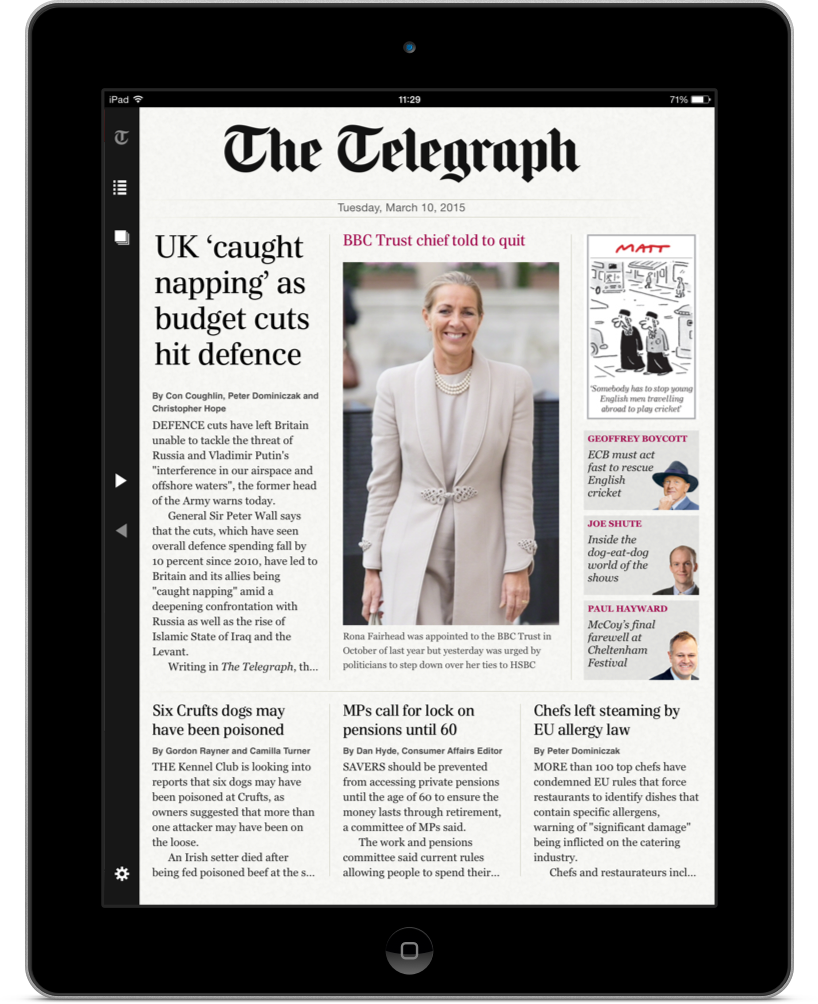 iPad
11:29
71%
The Telegraph
Tuesday, March 10, 2015
UK ‘caught
napping’ as
budget cuts
hit defence
By Con Coughlin, Peter Dominiczak and
Christopher Hope
DEFENCE cuts have left Britain
unable to tackle the threat of
Russia and Vladimir Putin's
"interference in our airspace and
offshore waters", the former head
of the Army warns today.
General Sir Peter Wall says
that the cuts, which have seen
overall defence spending fall by
10 percent since 2010, have led to
Britain and its allies being
"caught napping" amid a
deepening confrontation with
Russia as well as the rise of
Islamic State of Iraq and the
Levant.
Writing in The Telegraph, th...
BBC Trust chief told to quit
Rona Fairhead was appointed to the BBC Trust in
October of last year but yesterday was urged by
politicians to step down over her ties to HSBC
MATT
‘Somebody has to stop young
English men travelling
abroad to play cricket’
GEOFFREY BOYCOTT
ECB must act
fast to rescue
English
cricket
JOE SHUTE
Inside the
dog-eat-dog
world of the
shows
PAUL HAYWARD
McCoy's final
farewell at
Cheltenham
Festival
Six Crufts dogs may
have been poisoned
By Gordon Rayner and Camilla Turner
THE Kennel Club is looking into
reports that six dogs may have
been poisoned at Crufts, as
owners suggested that more than
one attacker may have been on
the loose.
An Irish setter died after
being fed poisoned beef at the s...
MPs call for lock on
pensions until 60
By Dan Hyde, Consumer Affairs Editor
SAVERS should be prevented
from accessing private pensions
until the age of 60 to ensure the
money lasts through retirement,
a committee of MPs said.
The work and pensions
committee said current rules
allowing people to spend their...
Chefs left steaming by
EU allergy law
By Peter Dominiczak
MORE than 100 top chefs have
condemned EU rules that force
restaurants to identify dishes that
contain specific allergens,
warning of "significant damage"
being inflicted on the catering
industry.
Chefs and restaurateurs incl...